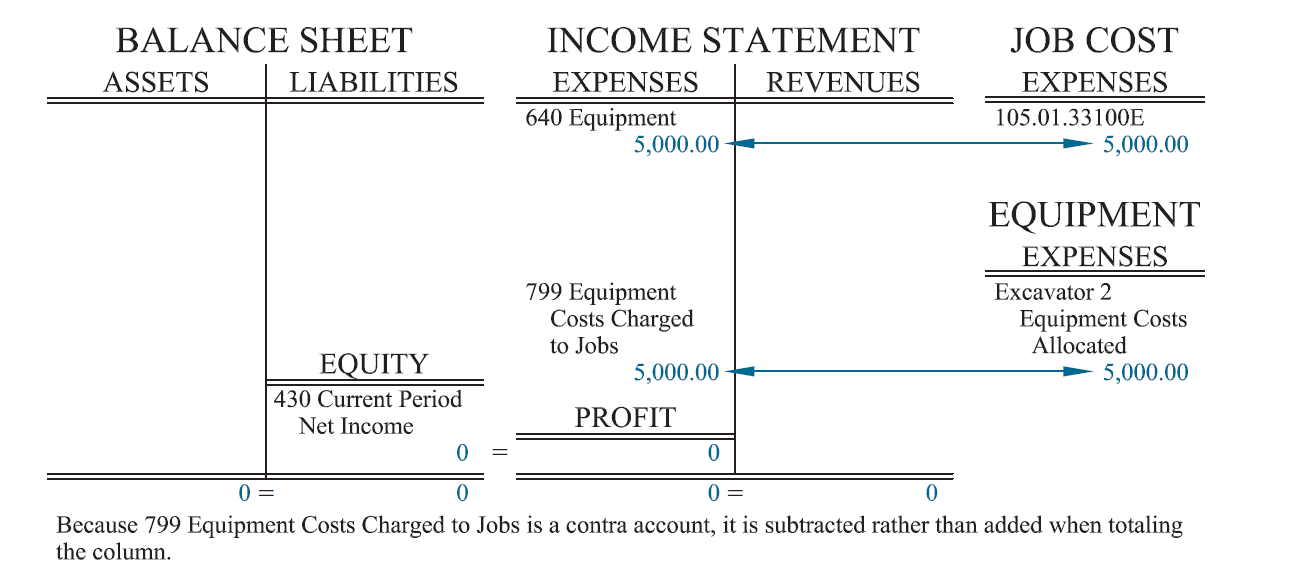 BALANCE SHEET
ASSETS
LIABILITIES
EQUITY
430 Current Period
Net Income
0
=
0 =
0
INCOME STATEMENT
EXPENSES
REVENUES
640 Equipment
5,000.00
799 Equipment
Costs Charged
to Jobs
5,000.00
PROFIT
0
0 =
0
JOB COST
EXPENSES
105.01.33100E
5,000.00
EQUIPMENT
EXPENSES
Excavator 2
Equipment Costs
Allocated
5,000.00
Because 799 Equipment Costs Charged to Jobs is a contra account, it is subtracted rather than added when totaling
the column.